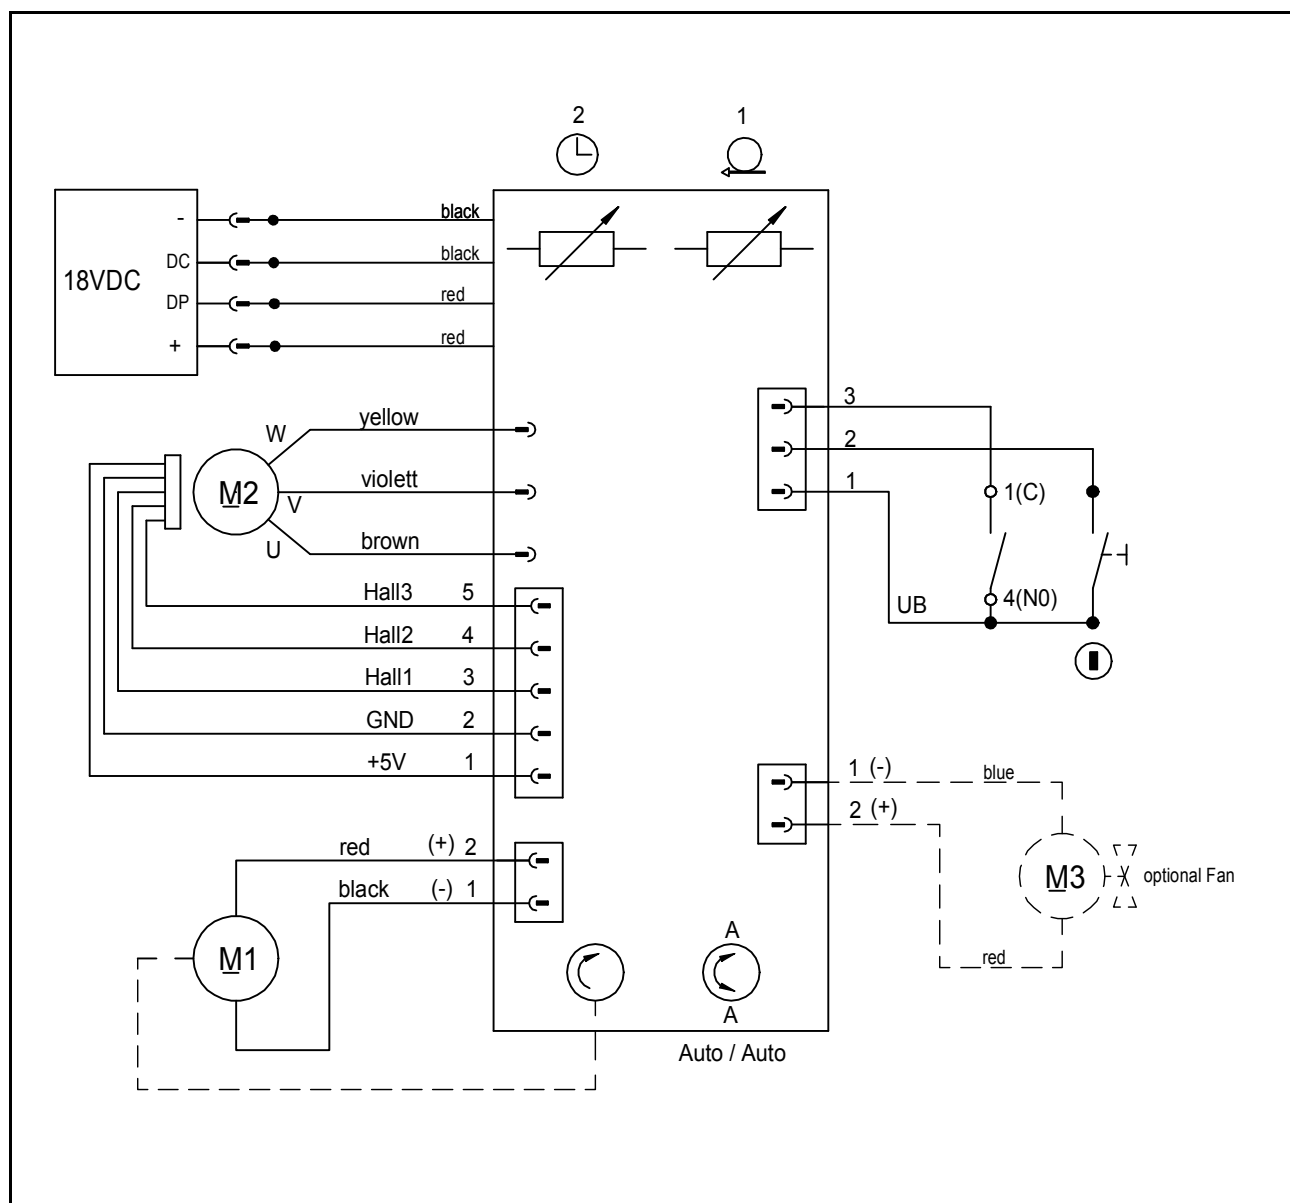 2 1
- black
DC black
18VDC
DP red
+ red
W yellow
M2 V violett
U brown
Hall3 5
Hall2 4
Hall1 3
GND 2
+5V 1
3
2
1
1(C)
4(N0)
UB
red (+) 2
black (-) 1
M1
1 (-) blue
2 (+)
M3 optional Fan
red
A
A
Auto / Auto